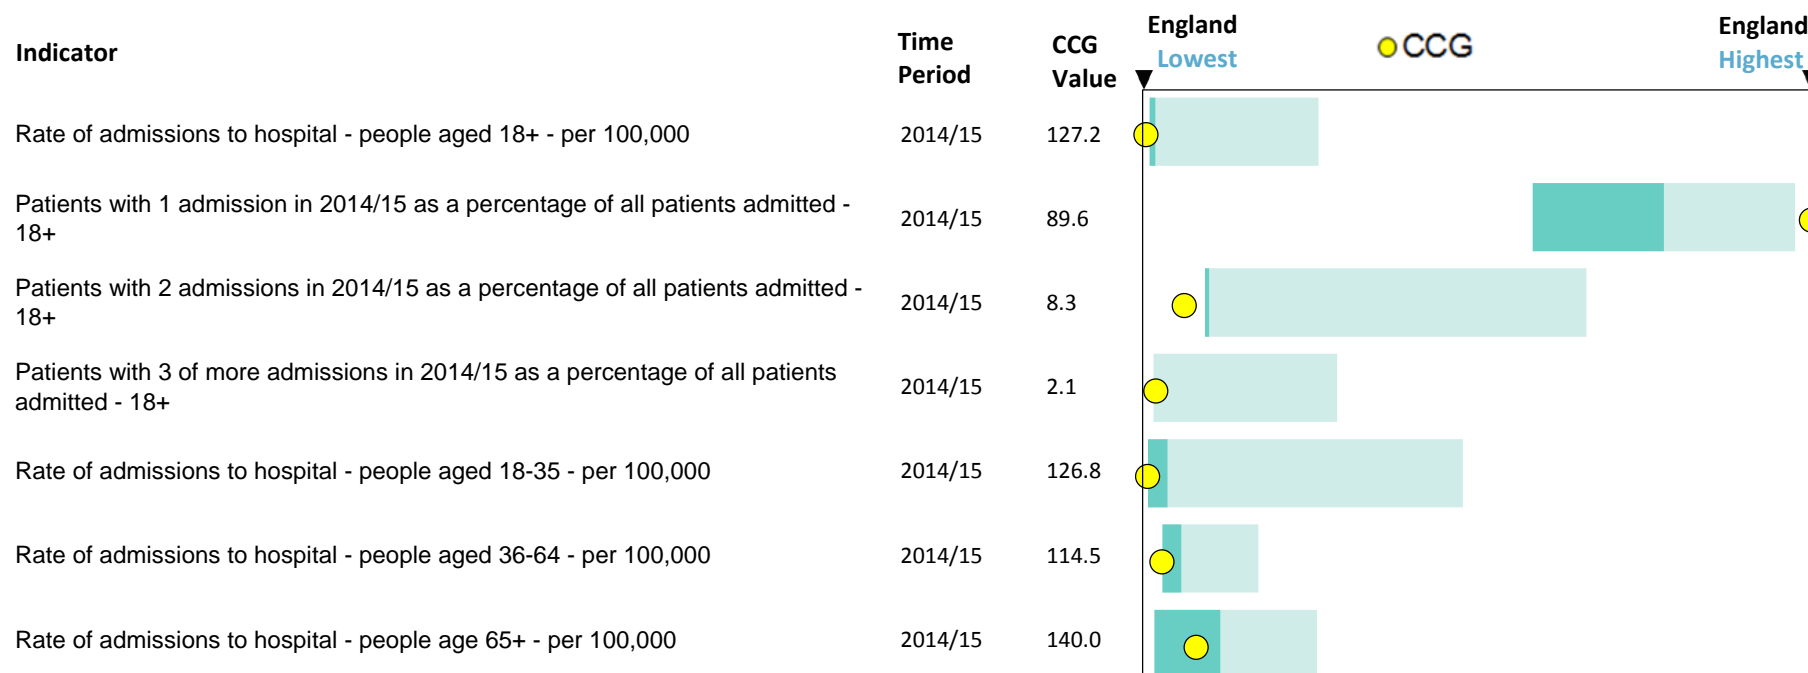 Indicator
Time Period
CCG Value
England Lowest
CCG
England Highest
Rate of admissions to hospital - people aged 18+ - per 100,000 2014/15 127.2
Patients with 1 admission in 2014/15 as a percentage of all patients admitted -
18+
2014/15 89.6
Patients with 2 admissions in 2014/15 as a percentage of all patients admitted -
18+
2014/15 8.3
Patients with 3 of more admissions in 2014/15 as a percentage of all patients
admitted - 18+
2014/15 2.1
Rate of admissions to hospital - people aged 18-35 - per 100,000 2014/15 126.8
Rate of admissions to hospital - people aged 36-64 - per 100,000 2014/15 114.5
Rate of admissions to hospital - people age 65+ - per 100,000 2014/15 140.0